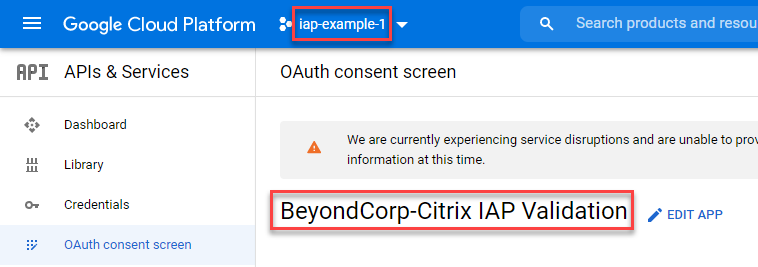 Google Cloud Platform iap-example-1 Search products and resou
API APIs & Services OAuth consent screen
Dashboard
We are currently experiencing service disruptions and are unable to prov
information at this time.
Library
Credentials
BeyondCorp-Citrix IAP Validation EDIT APP
OAuth consent screen